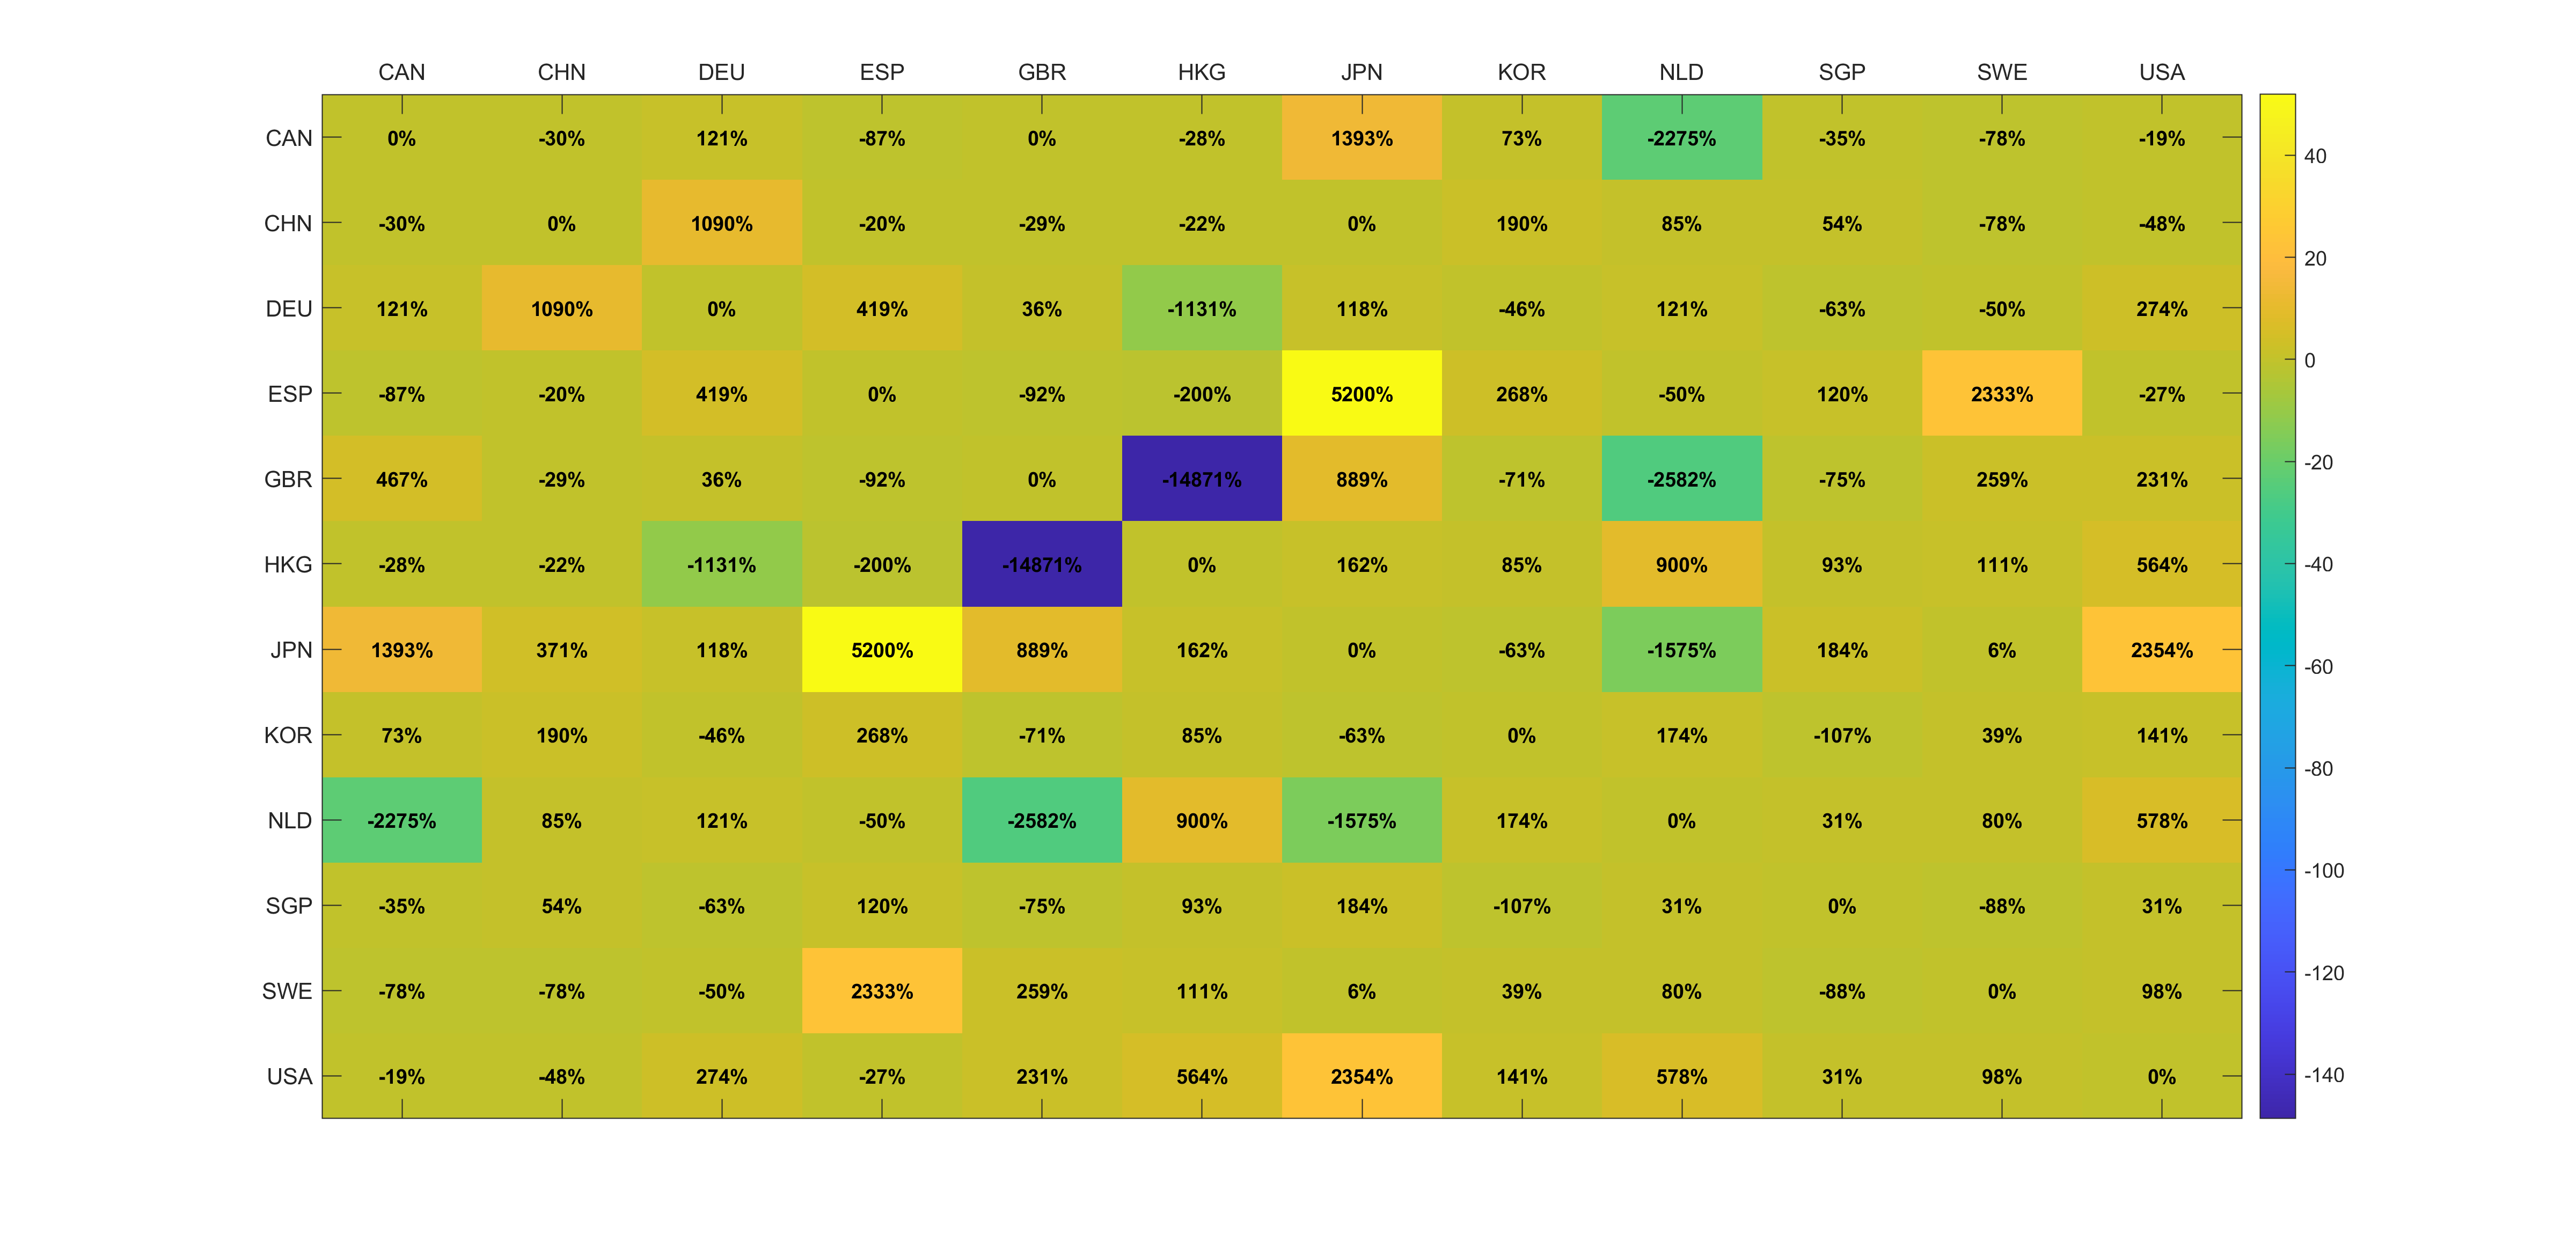 CAN CHN DEU ESP GBR HKG JPN KOR NLD SGP SWE USA
CAN 0% -30% 121% -87% 0% -28% 1393% 73% -2275% -35% -78% -19%
CHN -30% 0% 1090% -20% -29% -22% 0% 190% 85% 54% -78% -48%
DEU 121% 1090% 0% 419% 36% -1131% 118% -46% 121% -63% -50% 274%
ESP -87% -20% 419% 0% -92% -200% 5200% 268% -50% 120% 2333% -27%
GBR 467% -29% 36% -92% 0% -14871% 889% -71% -2582% -75% 259% 231%
HKG -28% -22% -1131% -200% -14871% 0% 162% 85% 900% 93% 111% 564%
JPN 1393% 371% 118% 5200% 889% 162% 0% -63% -1575% 184% 6% 2354%
KOR 73% 190% -46% 268% -71% 85% -63% 0% 174% -107% 39% 141%
NLD -2275% 85% 121% -50% -2582% 900% -1575% 174% 0% 31% 80% 578%
SGP -35% 54% -63% 120% -75% 93% 184% -107% 31% 0% -88% 31%
SWE -78% -78% -50% 2333% 259% 111% 6% 39% 80% -88% 0% 98%
USA -19% -48% 274% -27% 231% 564% 2354% 141% 578% 31% 98% 0%
40
20
0
-20
-40
-60
-80
-100
-120
-140